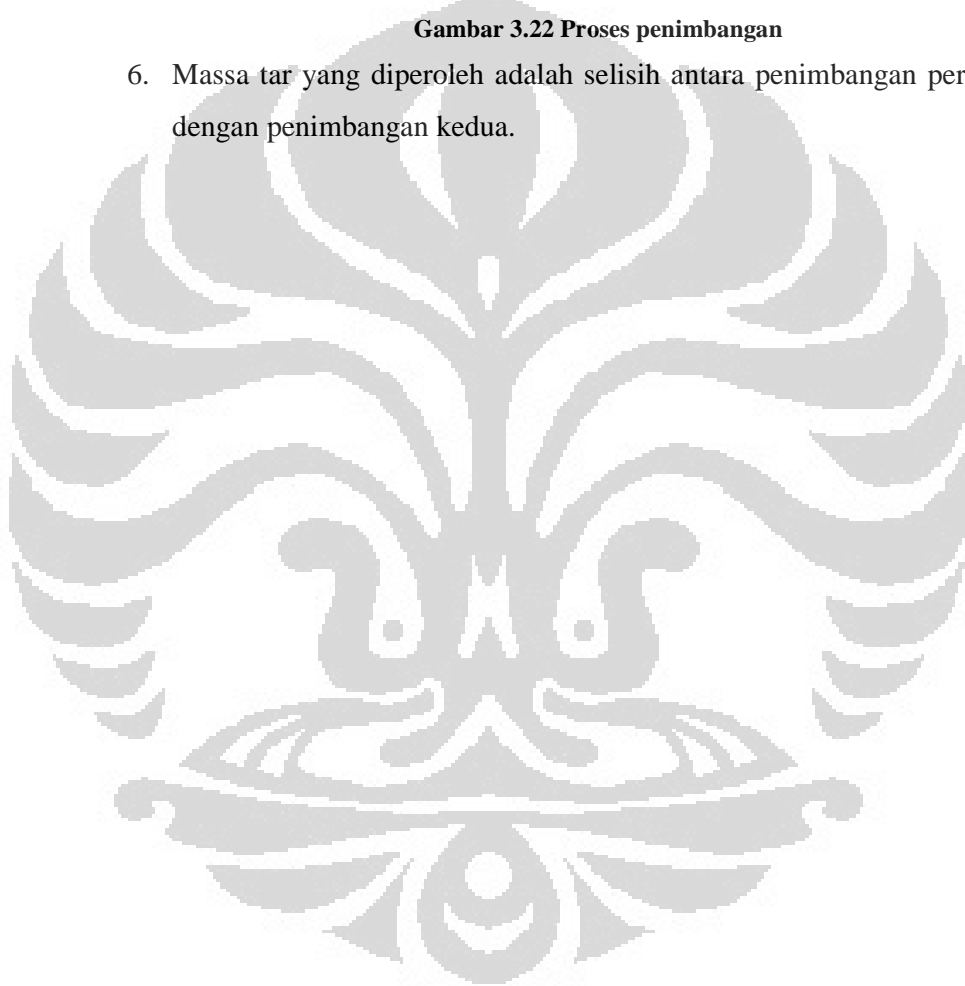 Gambar 3.22 Proses penimbangan
6. Massa tar yang diperoleh adalah selisih antara penimbangan per
dengan penimbangan kedua.